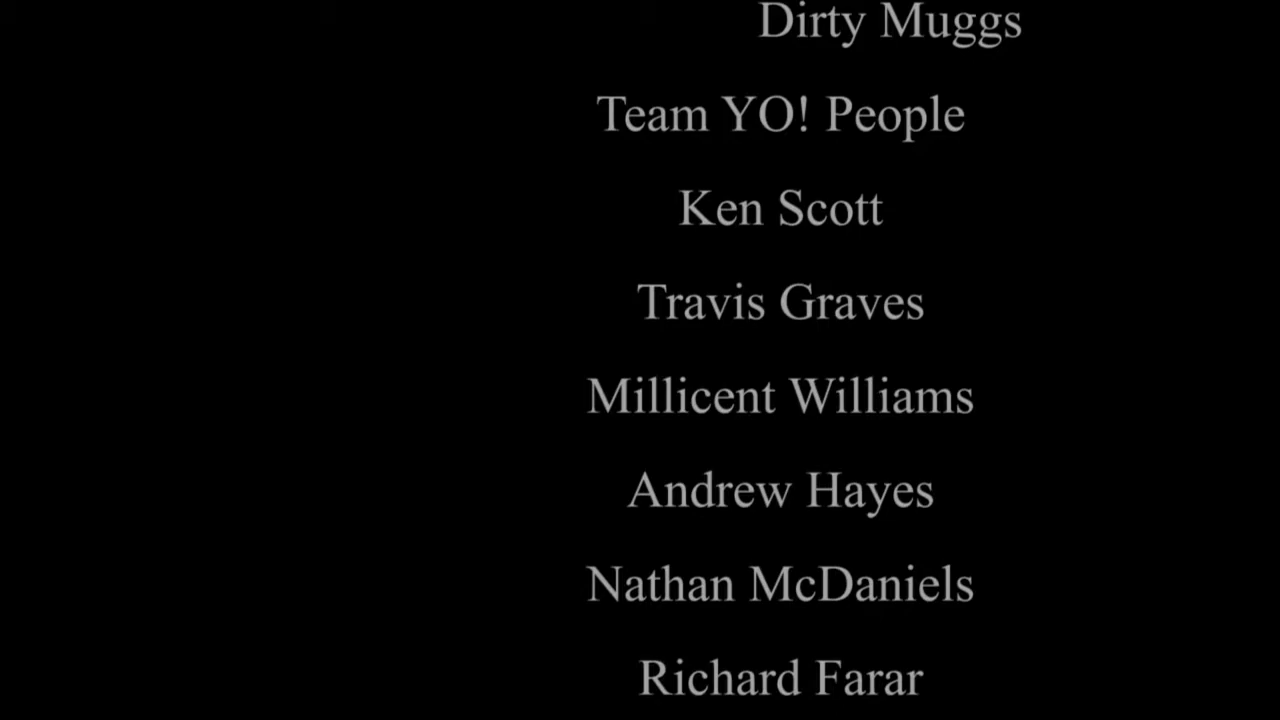 Dirty Muggs
Team YO! People
Ken Scott
Travis Graves
Millicent Williams
Andrew Hayes
Nathan McDaniels
Richard Farar